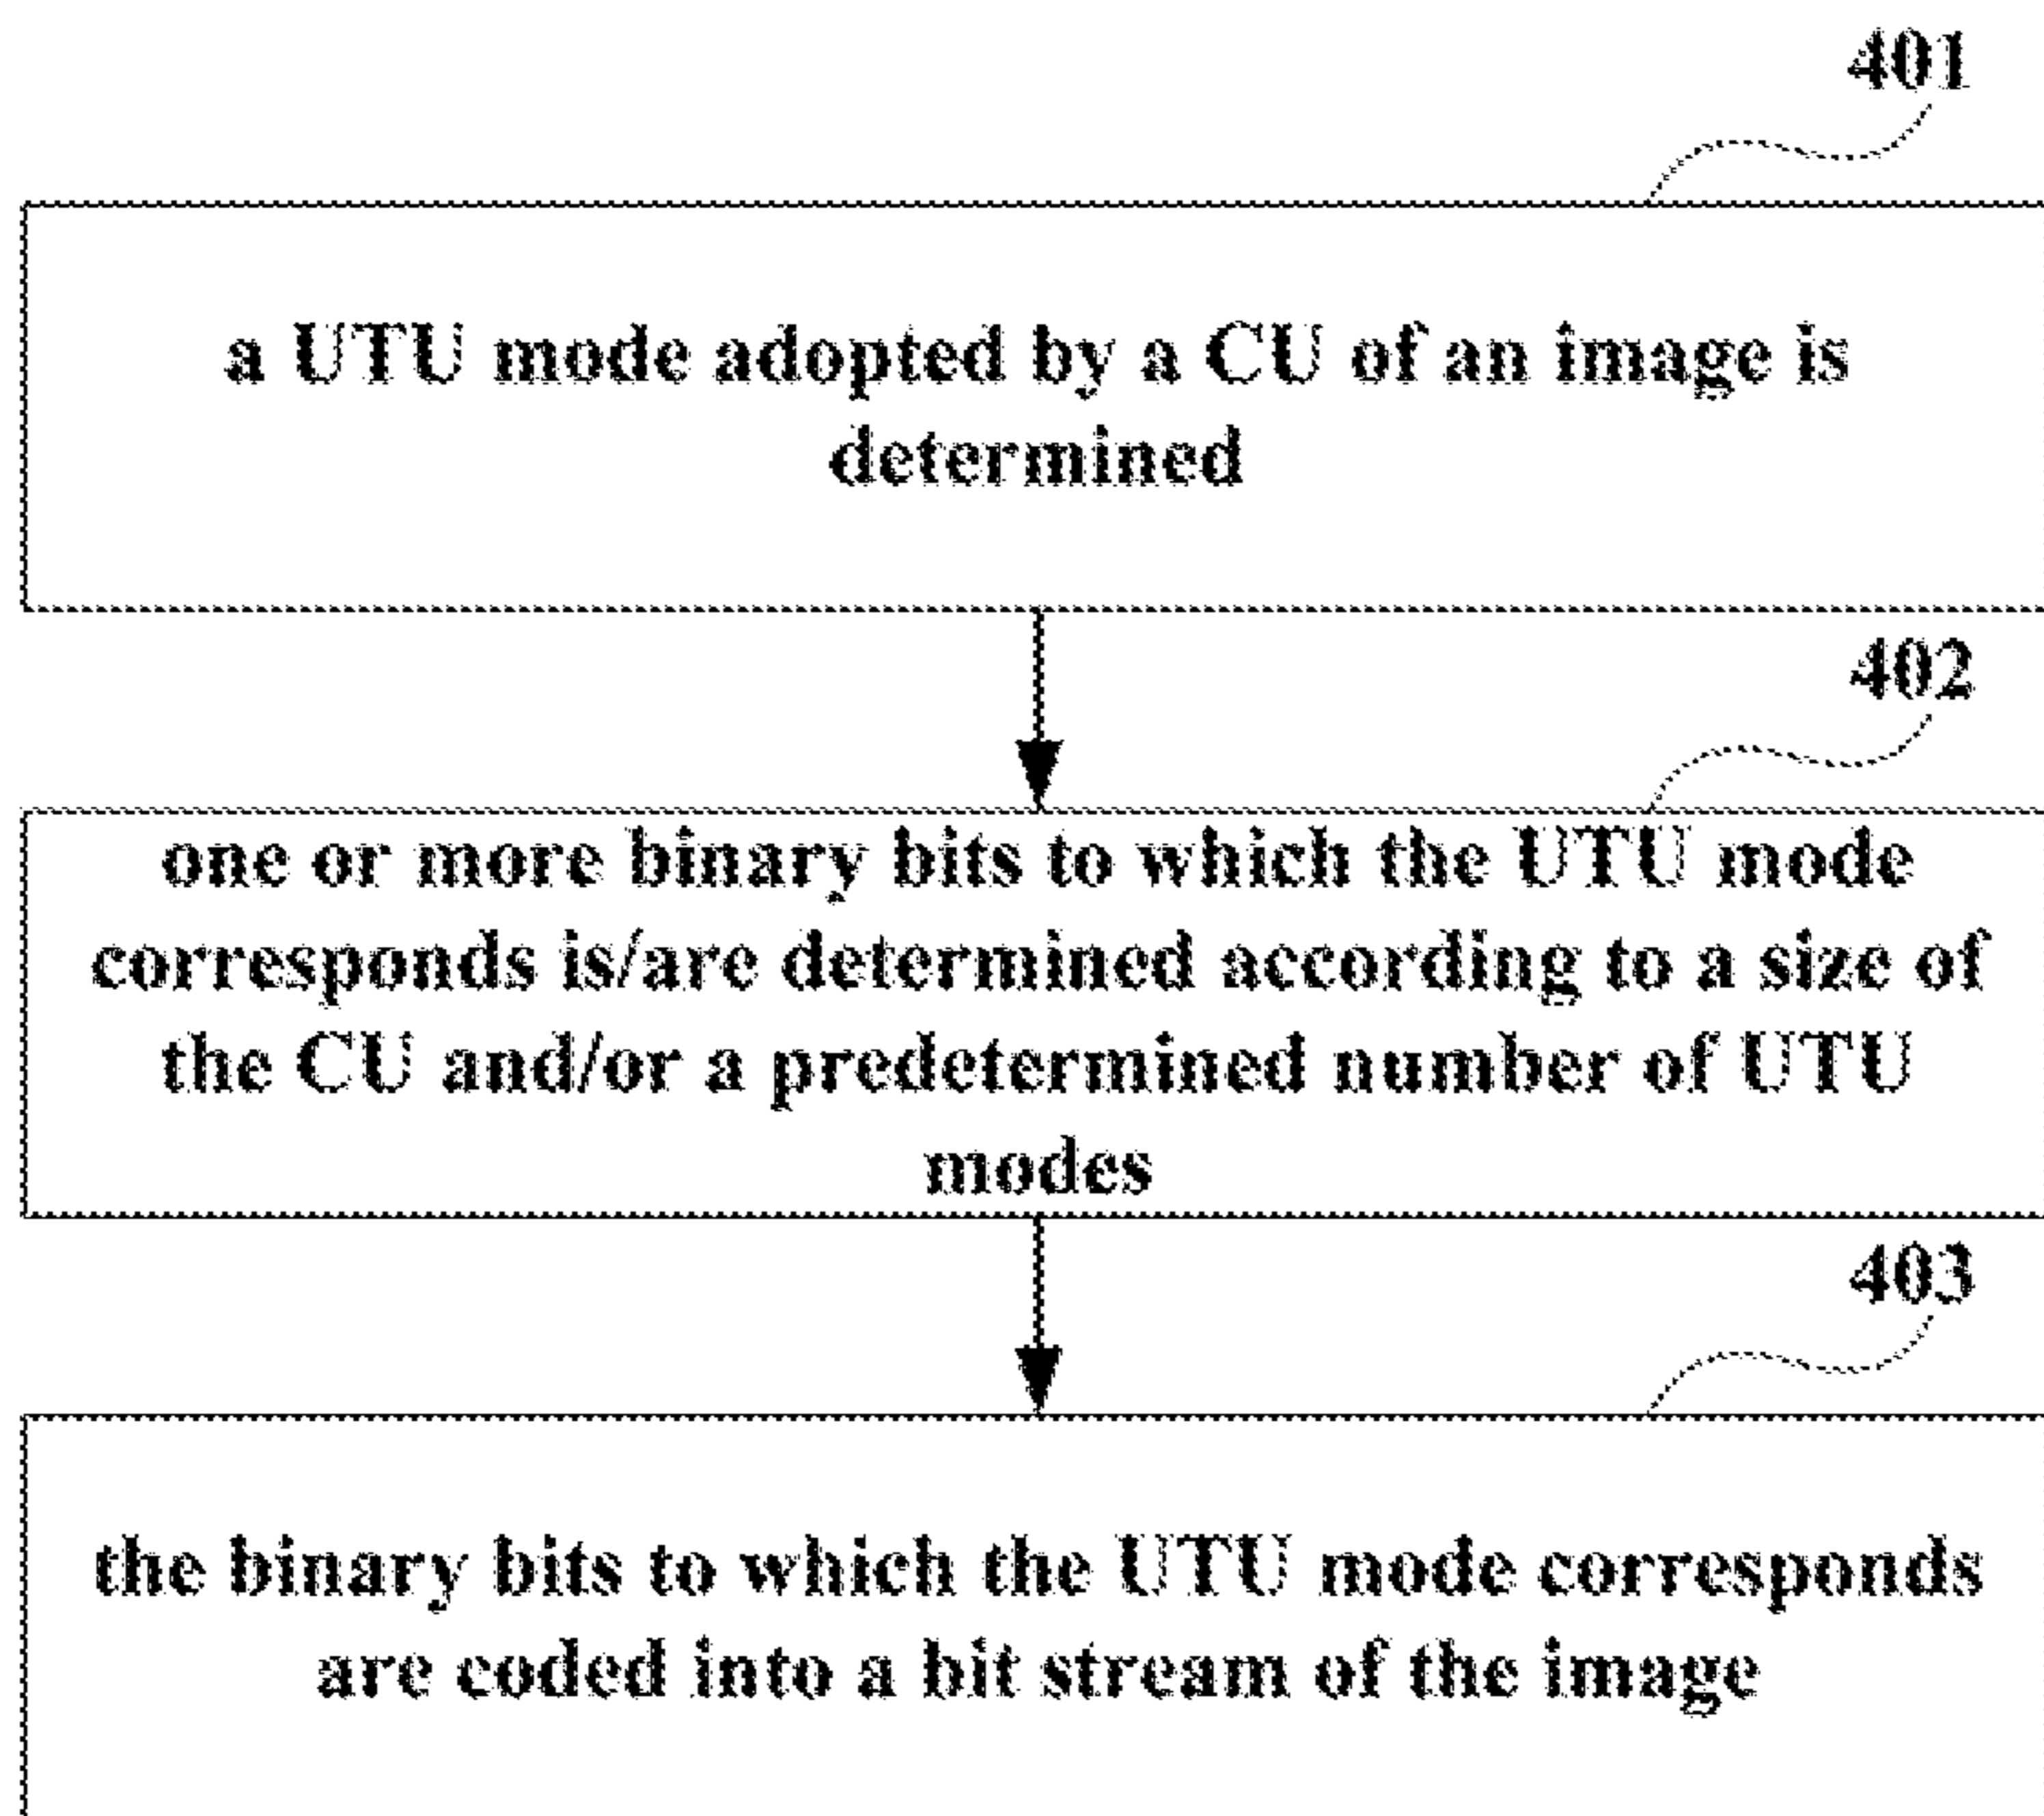 401
a UTU mode adopted by a CU of an image is
determined
402
one or more binary bits to which the UTU mode
corresponds is/are determined according to a size of
the CU and/or a predetermined number of UTU
modes
403
the binary bits to which the UTU mode corresponds
are coded into a bit stream of the image